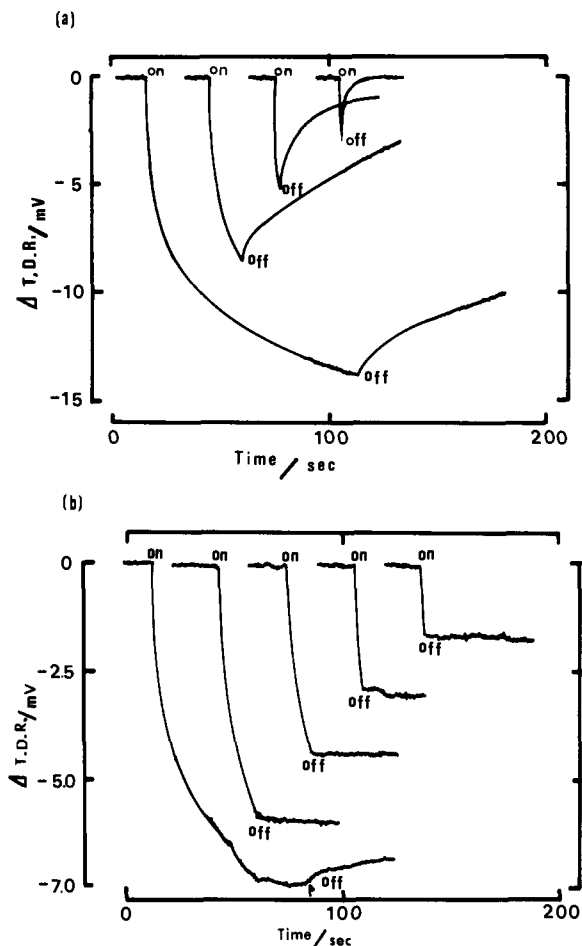 (a)
on on on on
0
off
off
-5
off
-10
off
-15
Δ T.D.R./mV
0 100 200
Time / sec
(b)
on on on on on
0
off
-2.5
off
off
-5.0
off
off
-7.0
Δ T.D.R./mV
0 100 200
Time / sec